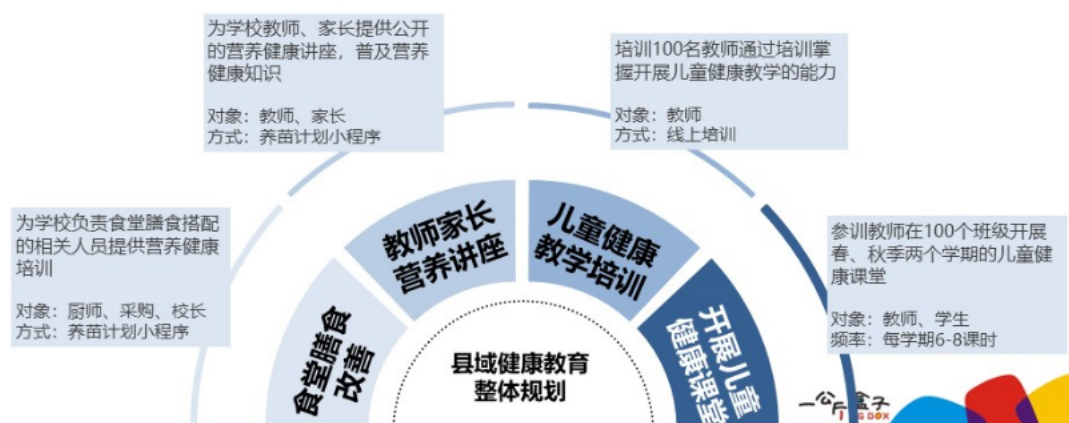 为学校教师、家长提供公开
的营养健康讲座，普及营养
健康知识
对象：教师、家长
方式：养苗计划小程序
培训100名教师通过培训掌
握开展儿童健康教学的能力
对象：教师
方式：线上培训
为学校负责食堂膳食搭配
的相关人员提供营养健康
培训
对象：厨师、采购、校长
方式：养苗计划小程序
参训教师在100个班级开展
春、秋季两个学期的儿童健
康课堂
对象：教师、学生
频率：每学期6-8课时
食堂膳食
改善
教师家长
营养讲座
儿童健康
教学培训
开展儿童
健康课堂
县域健康教育
整体规划
一公斤盒子